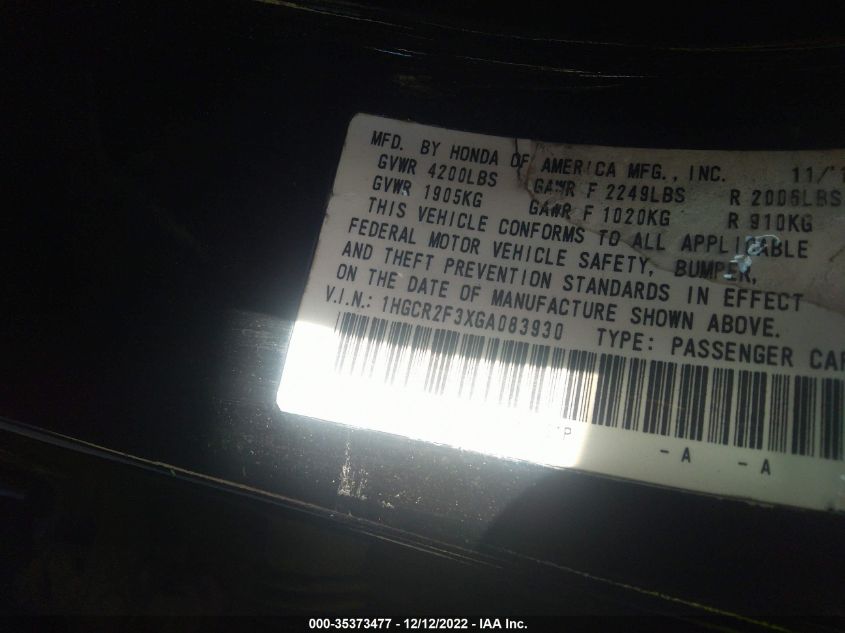 MFD. BY HONDA OF AMERICA MFG., INC. 11/'1
GVWR 4200LBS GAWR F 2249LBS R 2006LBS
GVWR 1905KG GAWR F 1020KG R 910KG
THIS VEHICLE CONFORMS TO ALL APPLICABLE
FEDERAL MOTOR VEHICLE SAFETY, BUMPER,
AND THEFT PREVENTION STANDARDS IN EFFECT
ON THE DATE OF MANUFACTURE SHOWN ABOVE.
V.I.N.: 1HGCR2F3XGA083930 TYPE: PASSENGER CAR
-A -A
000-35373477 - 12/12/2022 - IAA Inc.